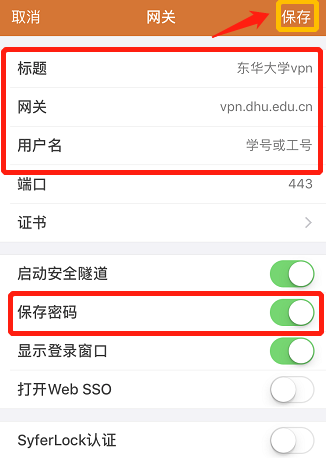 取消 网关 保存
标题 东华大学vpn
网关 vpn.dhu.edu.cn
用户名 学号或工号
端口 443
证书
启动安全隧道
保存密码
显示登录窗口
打开Web SSO
SyferLock认证